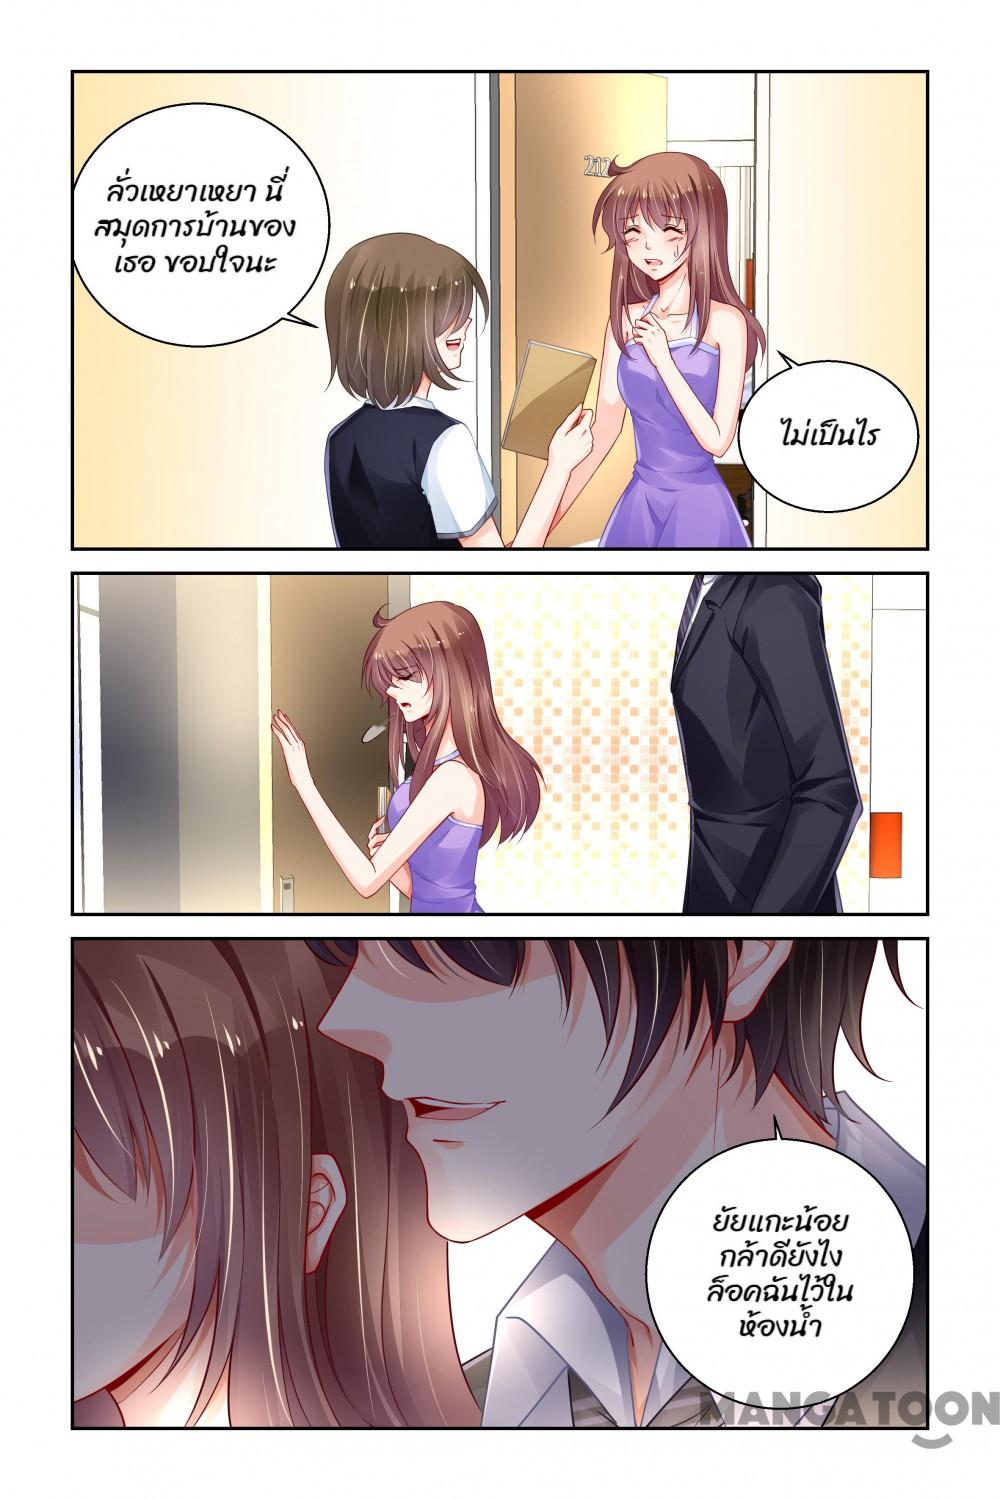 212
ลั่วเหยาเหยา นี่
สมุดการบ้านของ
เธอ ขอบใจนะ
ไม่เป็นไร
ยัยแกะน้อย
กล้าดียังไง
ล็อคฉันไว้ใน
ห้องน้ำ
MANGATOON